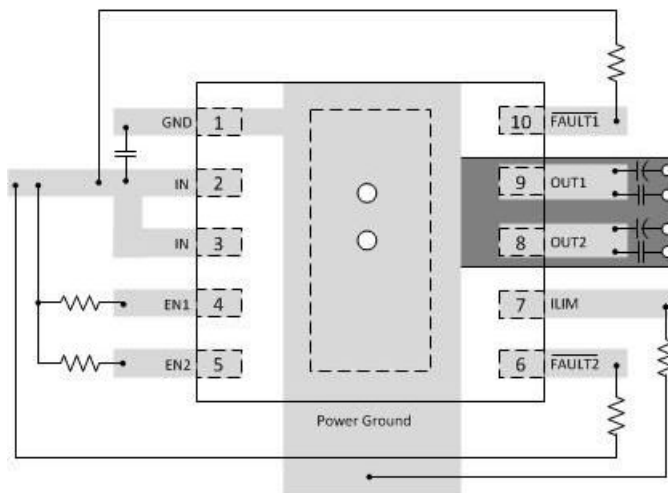 GND 1
10 FAULT1
IN 2
9 OUT1
IN 3
8 OUT2
EN1 4
7 ILIM
EN2 5
6 FAULT2
Power Ground